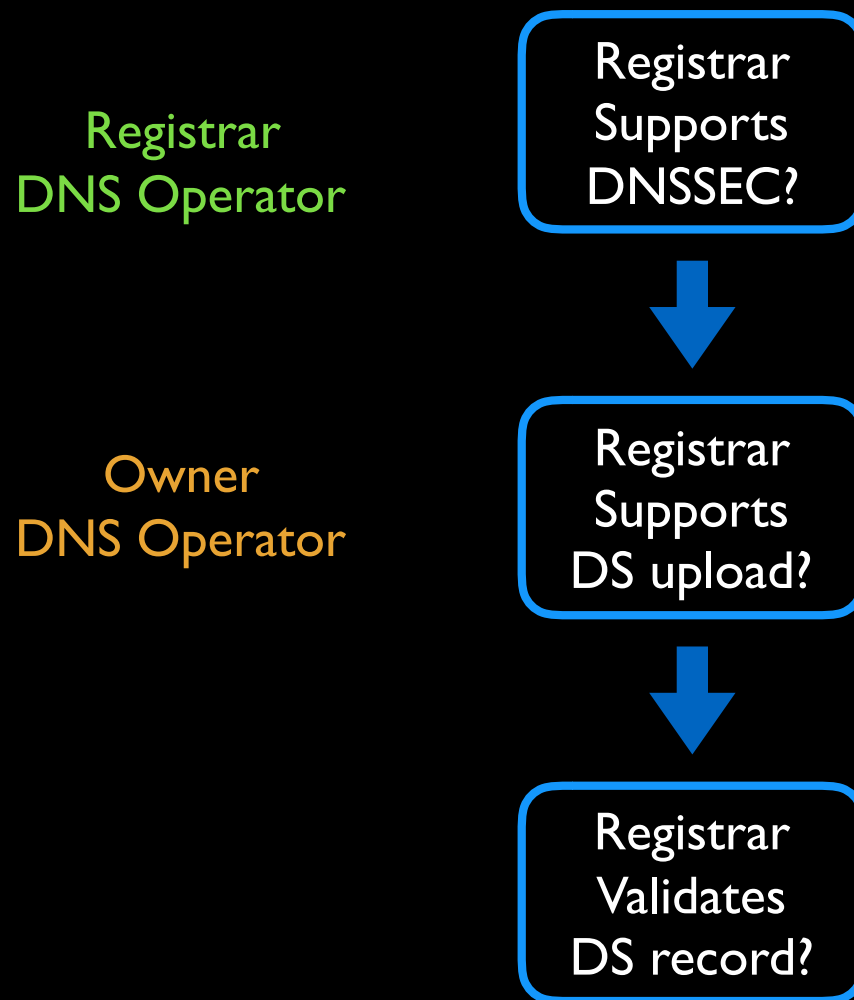 Registrar
DNS Operator
Registrar
Supports
DNSSEC?
Owner
DNS Operator
Registrar
Supports
DS upload?
Registrar
Validates
DS record?